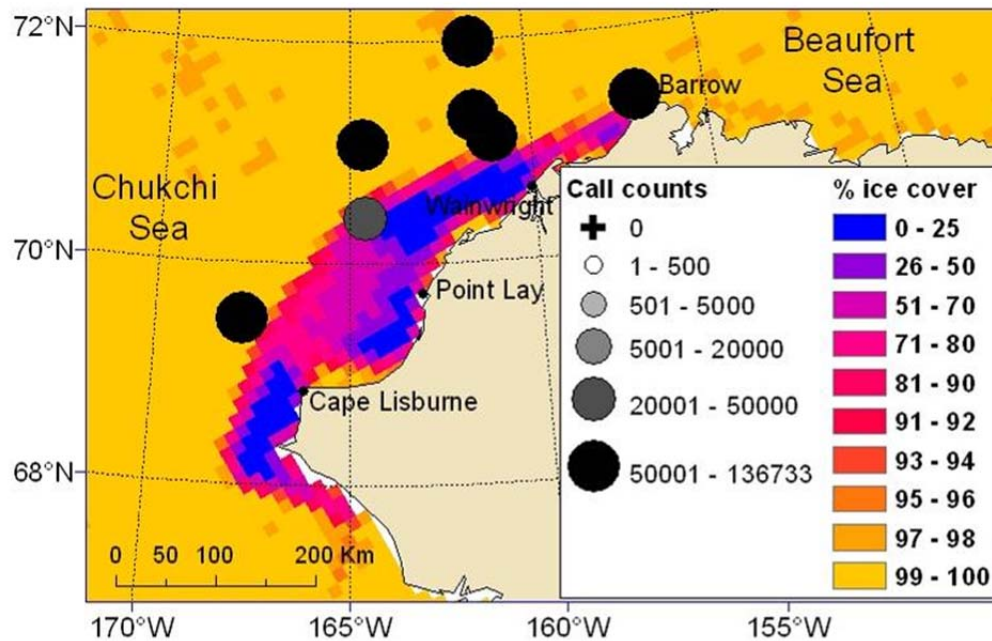 72°N
Beaufort
Sea
Barrow
Chukchi
Sea
Wainwright
70°N
Point Lay
Cape Lisburne
68°N
0 50 100 200 Km
170°W 165°W 160°W 155°W
Call counts
0
1 - 500
501 - 5000
5001 - 20000
20001 - 50000
50001 - 136733
% ice cover
0 - 25
26 - 50
51 - 70
71 - 80
81 - 90
91 - 92
93 - 94
95 - 96
97 - 98
99 - 100